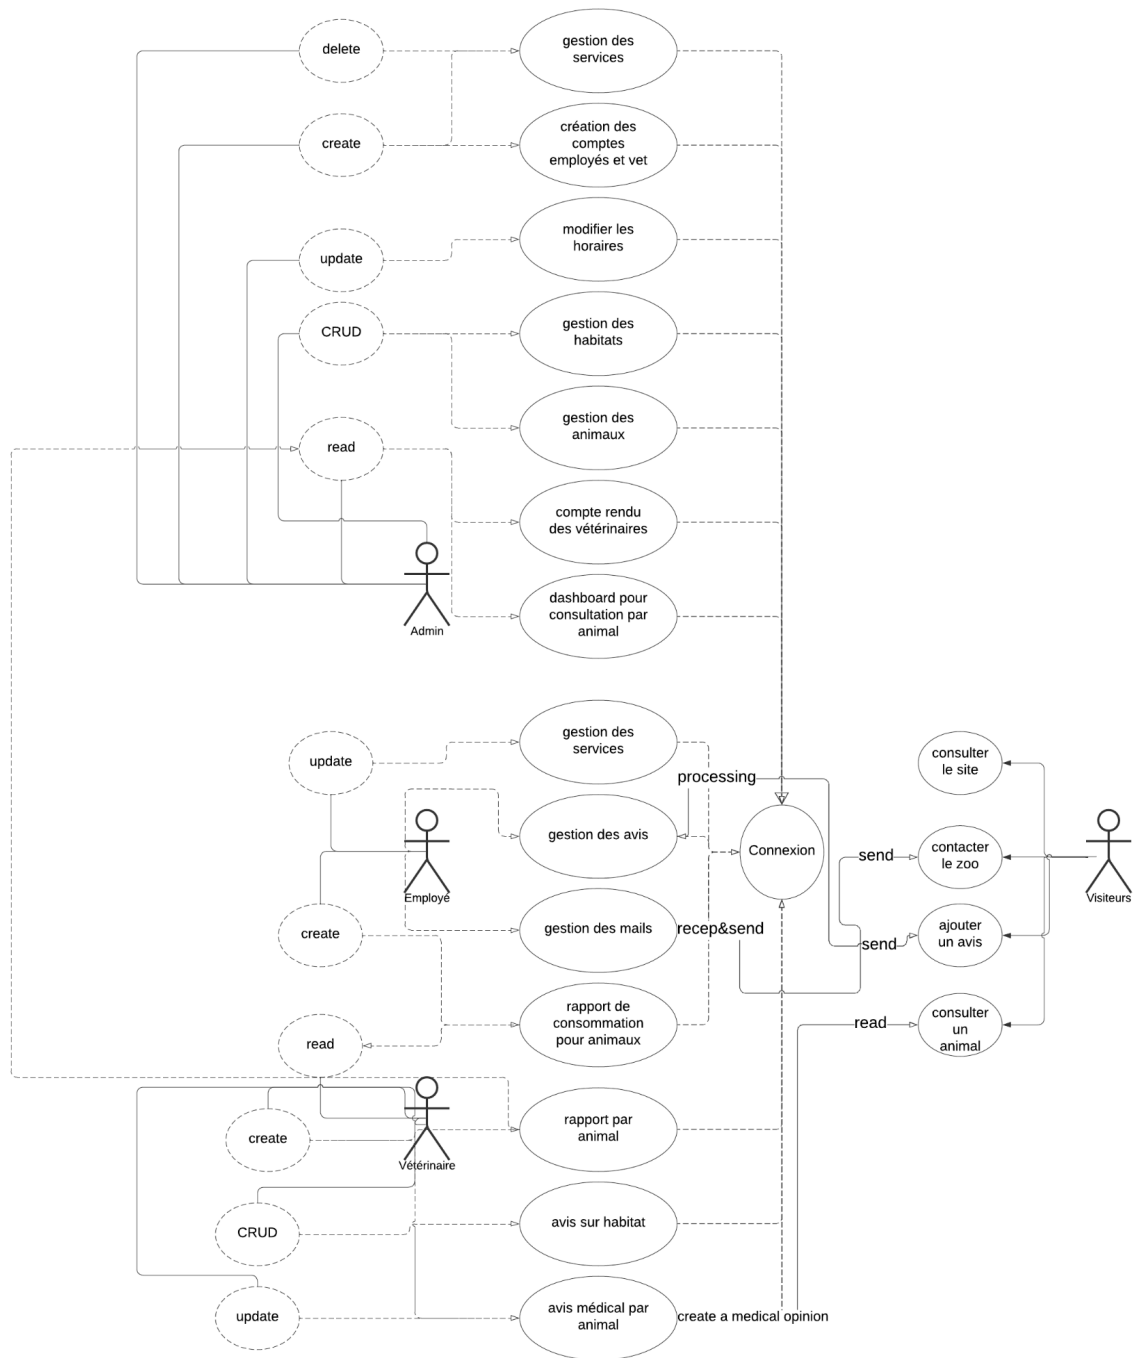 delete
gestion des
services
create
création des
comptes
employés et vet
update
modifier les
horaires
CRUD
gestion des
habitats
gestion des
animaux
read
compte rendu
des vétérinaires
dashboard pour
consultation par
animal
Admin
update
gestion des
services
processing
consulter
le site
gestion des avis
Connexion
send
contacter
le zoo
Employé
Visiteurs
create
gestion des mails
recep&send
send
ajouter
un avis
read
rapport de
consommation
pour animaux
read
consulter
un
animal
create
Vétérinaire
rapport par
animal
CRUD
avis sur habitat
update
avis médical par
animal
create a medical opinion